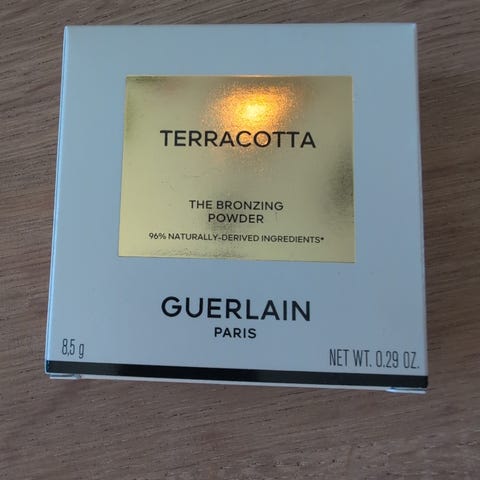 TERRACOTTA
THE BRONZING
POWDER
96% NATURALLY-DERIVED INGREDIENTS*
GUERLAIN
PARIS
8,5 g
NET WT. 0.29 OZ.